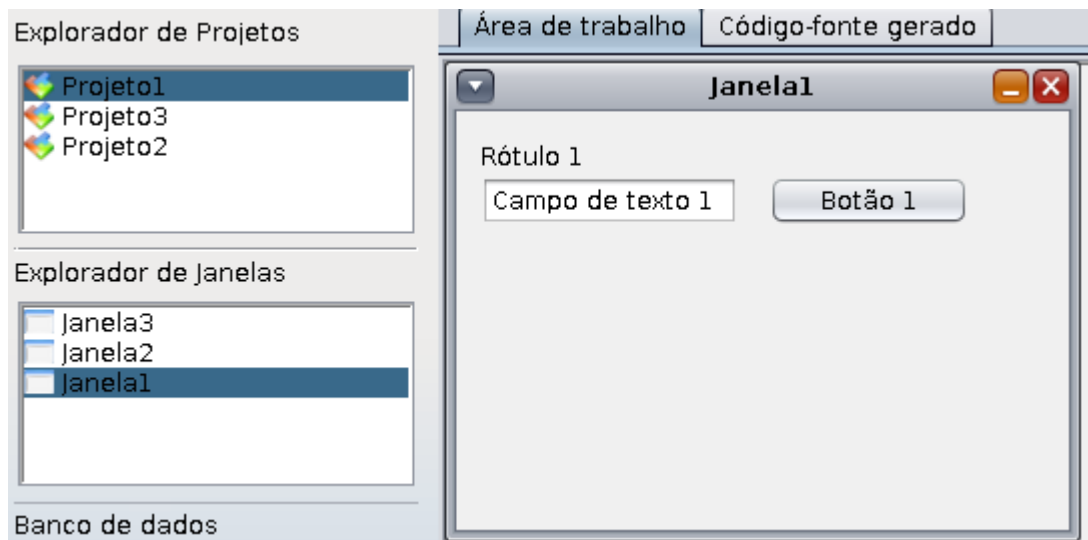 Explorador de Projetos
Projeto1
Projeto3
Projeto2
Explorador de Janelas
Janela3
Janela2
Janela1
Banco de dados
Área de trabalho
Código-fonte gerado
Janela1
Rótulo 1
Campo de texto 1
Botão 1